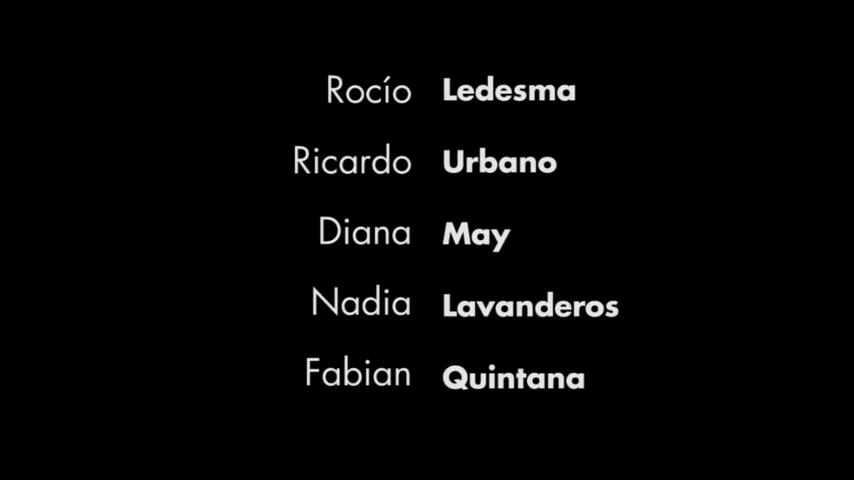 Rocío Ledesma
Ricardo Urbano
Diana May
Nadia Lavanderos
Fabian Quintana